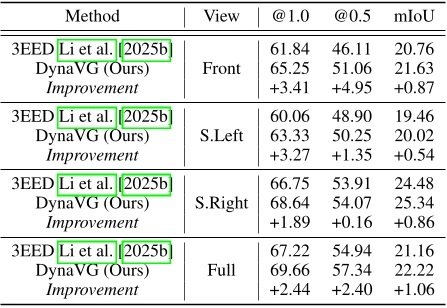 Method View @1.0 @0.5 mIoU
3EED Li et al. [2025b] 61.84 46.11 20.76
DynaVG (Ours) Front 65.25 51.06 21.63
Improvement +3.41 +4.95 +0.87
3EED Li et al. [2025b] 60.06 48.90 19.46
DynaVG (Ours) S.Left 63.33 50.25 20.02
Improvement +3.27 +1.35 +0.54
3EED Li et al. [2025b] 66.75 53.91 24.48
DynaVG (Ours) S.Right 68.64 54.07 25.34
Improvement +1.89 +0.16 +0.86
3EED Li et al. [2025b] 67.22 54.94 21.16
DynaVG (Ours) Full 69.66 57.34 22.22
Improvement +2.44 +2.40 +1.06